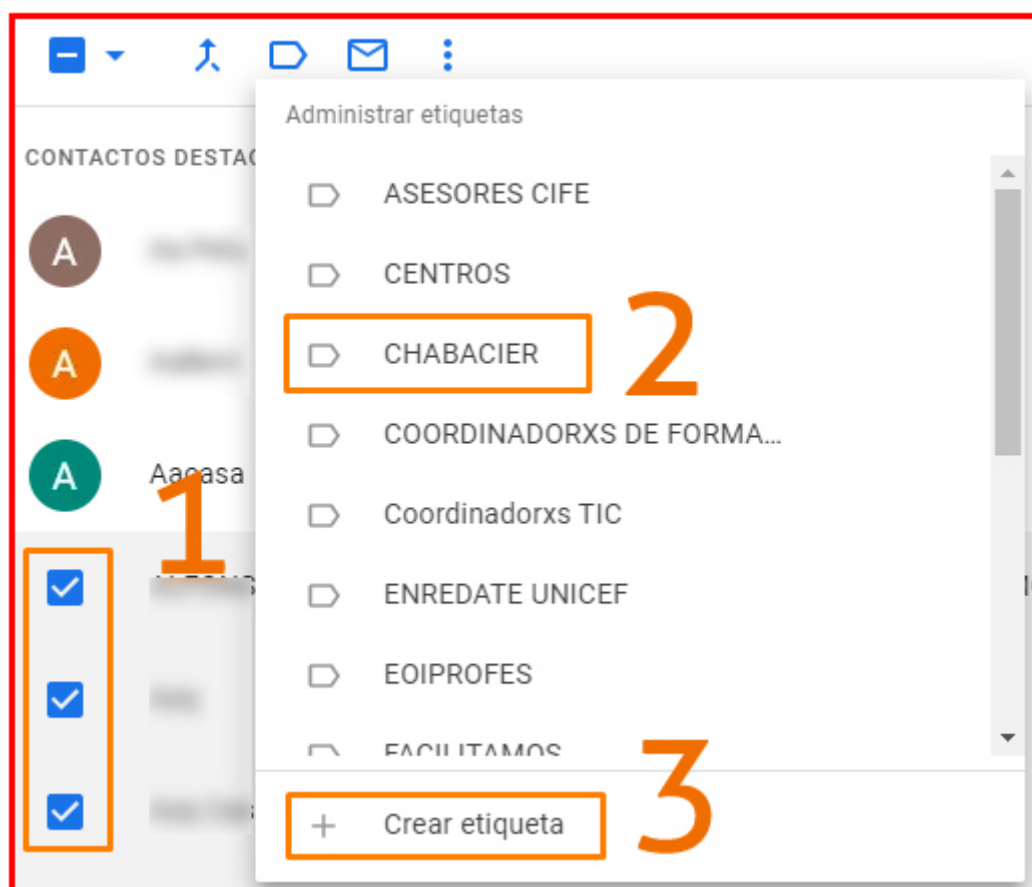 Administrar etiquetas
CONTACTOS DESTAC
A
ASESORES CIFE
CENTROS
2
A
CHABACIER
COORDINADORXS DE FORMA...
A
Aacasa
1
Coordinadorxs TIC
ENREDATE UNICEF
EOIPROFES
FACILITAMOS
3
Crear etiqueta